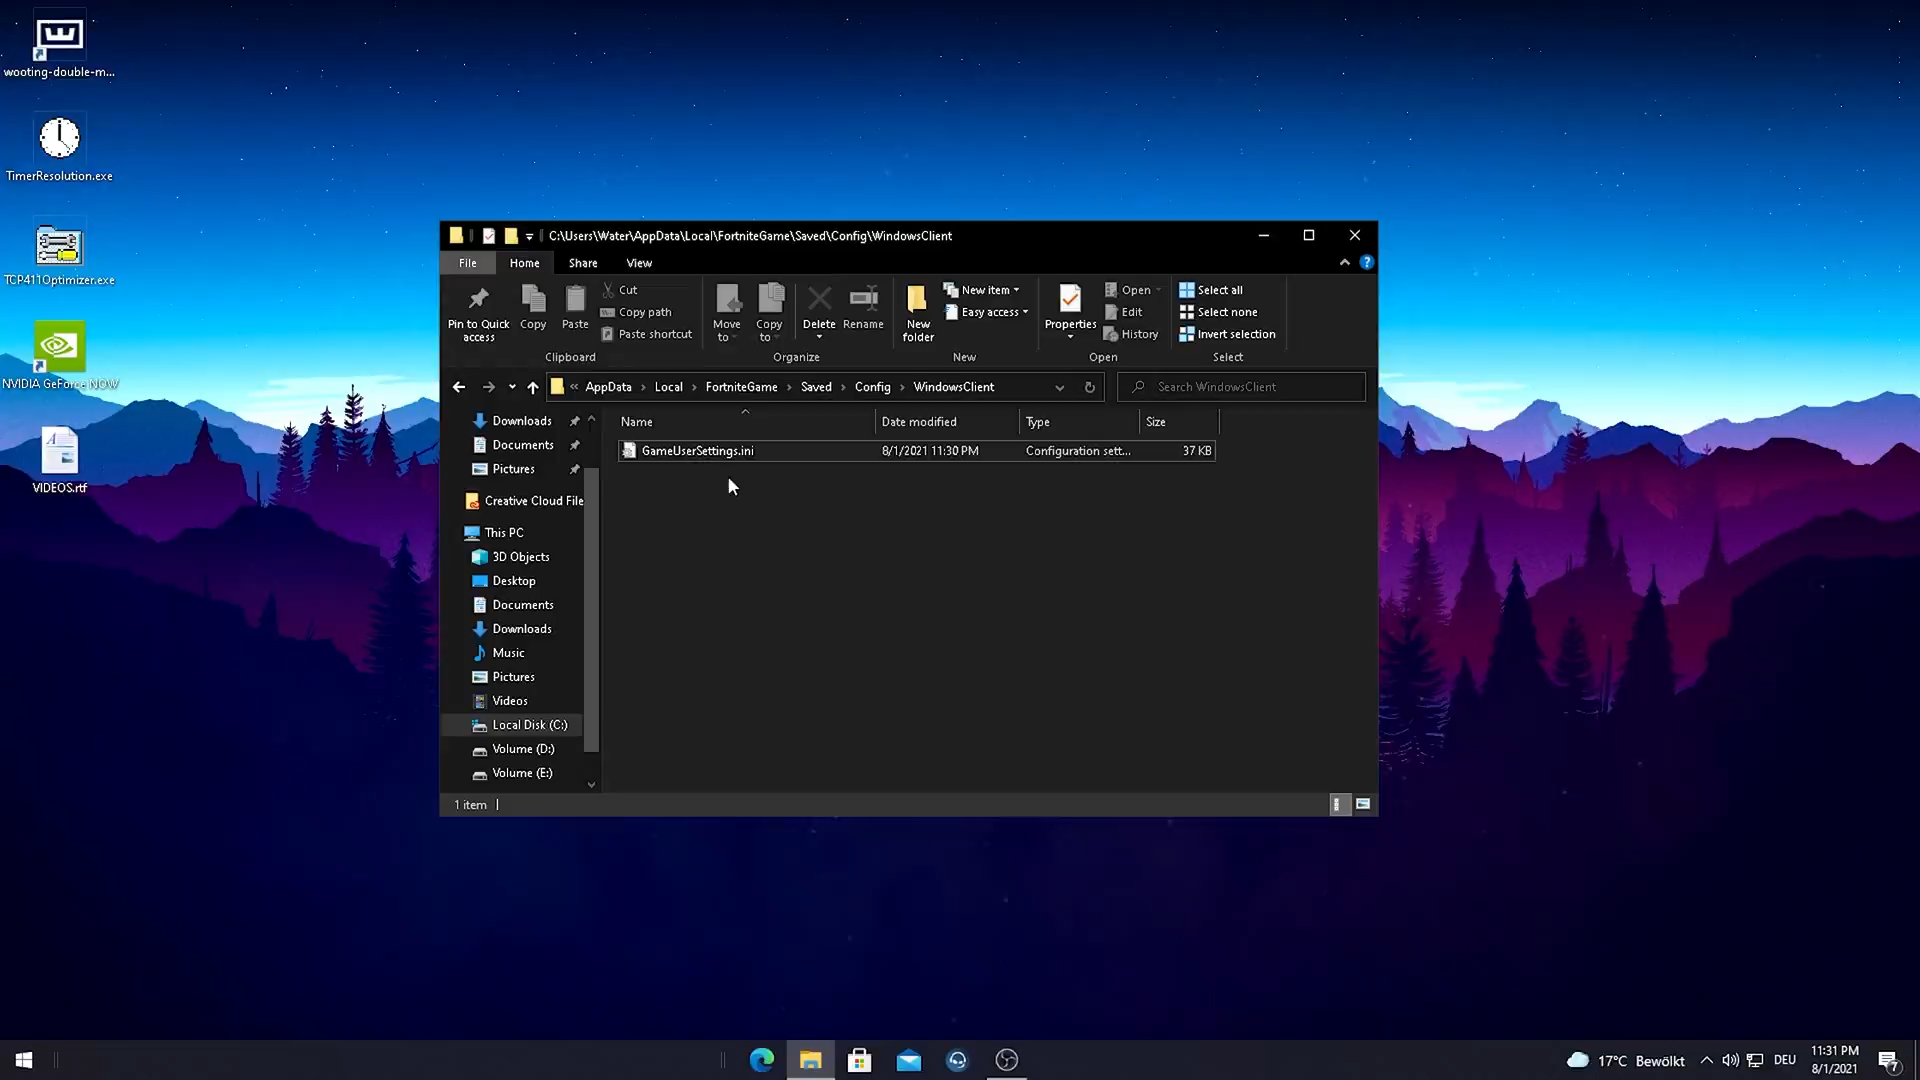 wooting-double-m...
TimerResolution.exe
TCP411Optimizer.exe
NVIDIA GeForce NOW
VIDEOS.rtf
C:\Users\Water\AppData\Local\FortniteGame\Saved\Config\WindowsClient
File Home Share View
Pin to Quick access
Copy
Paste
Cut
Copy path
Paste shortcut
Clipboard
Move to
Copy to
Delete
Rename
Organize
New folder
New item
Easy access
New
Properties
Open
Edit
History
Open
Select all
Select none
Invert selection
Select
« AppData › Local › FortniteGame › Saved › Config › WindowsClient
Search WindowsClient
Name Date modified Type Size
GameUserSettings.ini 8/1/2021 11:30 PM Configuration sett... 37 KB
Downloads
Documents
Pictures
Creative Cloud File
This PC
3D Objects
Desktop
Documents
Downloads
Music
Pictures
Videos
Local Disk (C:)
Volume (D:)
Volume (E:)
1 item
17°C Bewölkt
DEU
11:31 PM
8/1/2021
7